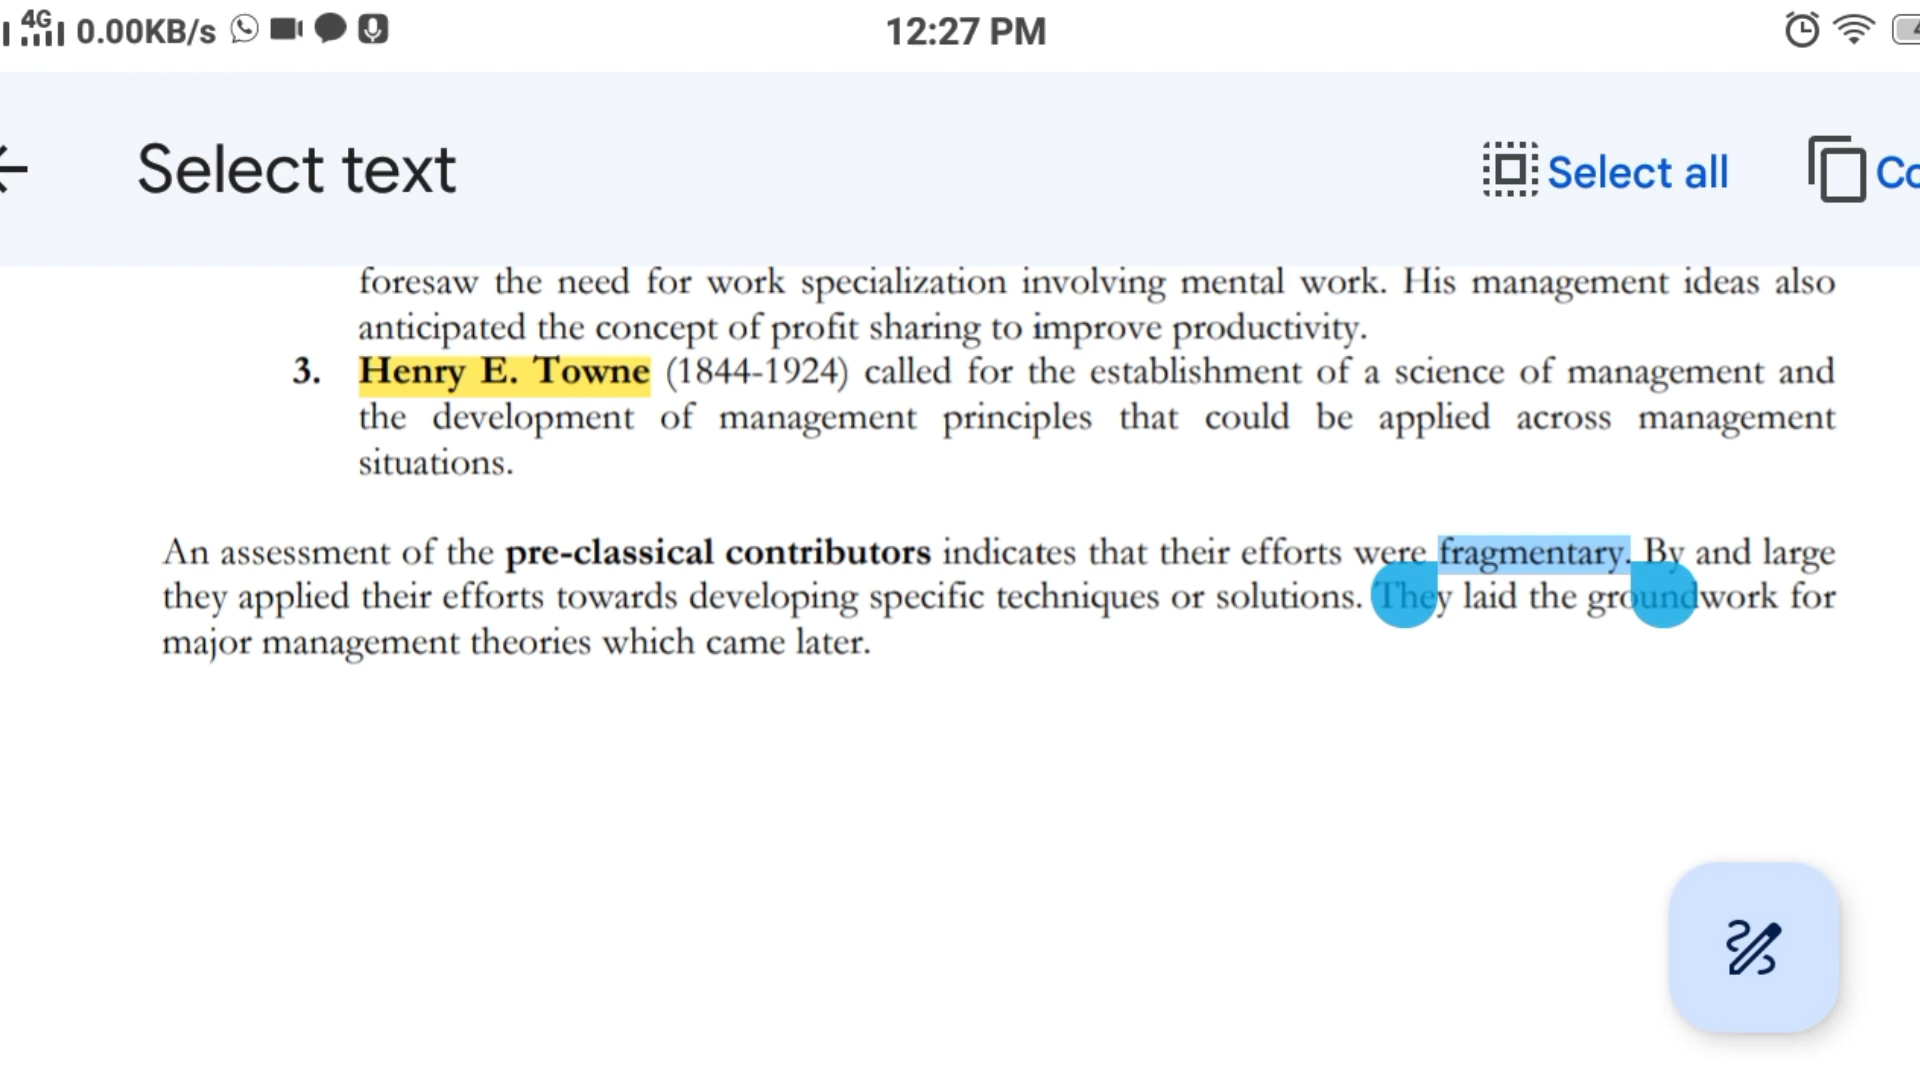 4G 0.00KB/s 12:27 PM
Select text Select all
foresaw the need for work specialization involving mental work. His management ideas also
anticipated the concept of profit sharing to improve productivity.
3. Henry E. Towne (1844-1924) called for the establishment of a science of management and
the development of management principles that could be applied across management
situations.
An assessment of the pre-classical contributors indicates that their efforts were fragmentary. By and large
they applied their efforts towards developing specific techniques or solutions. They laid the groundwork for
major management theories which came later.